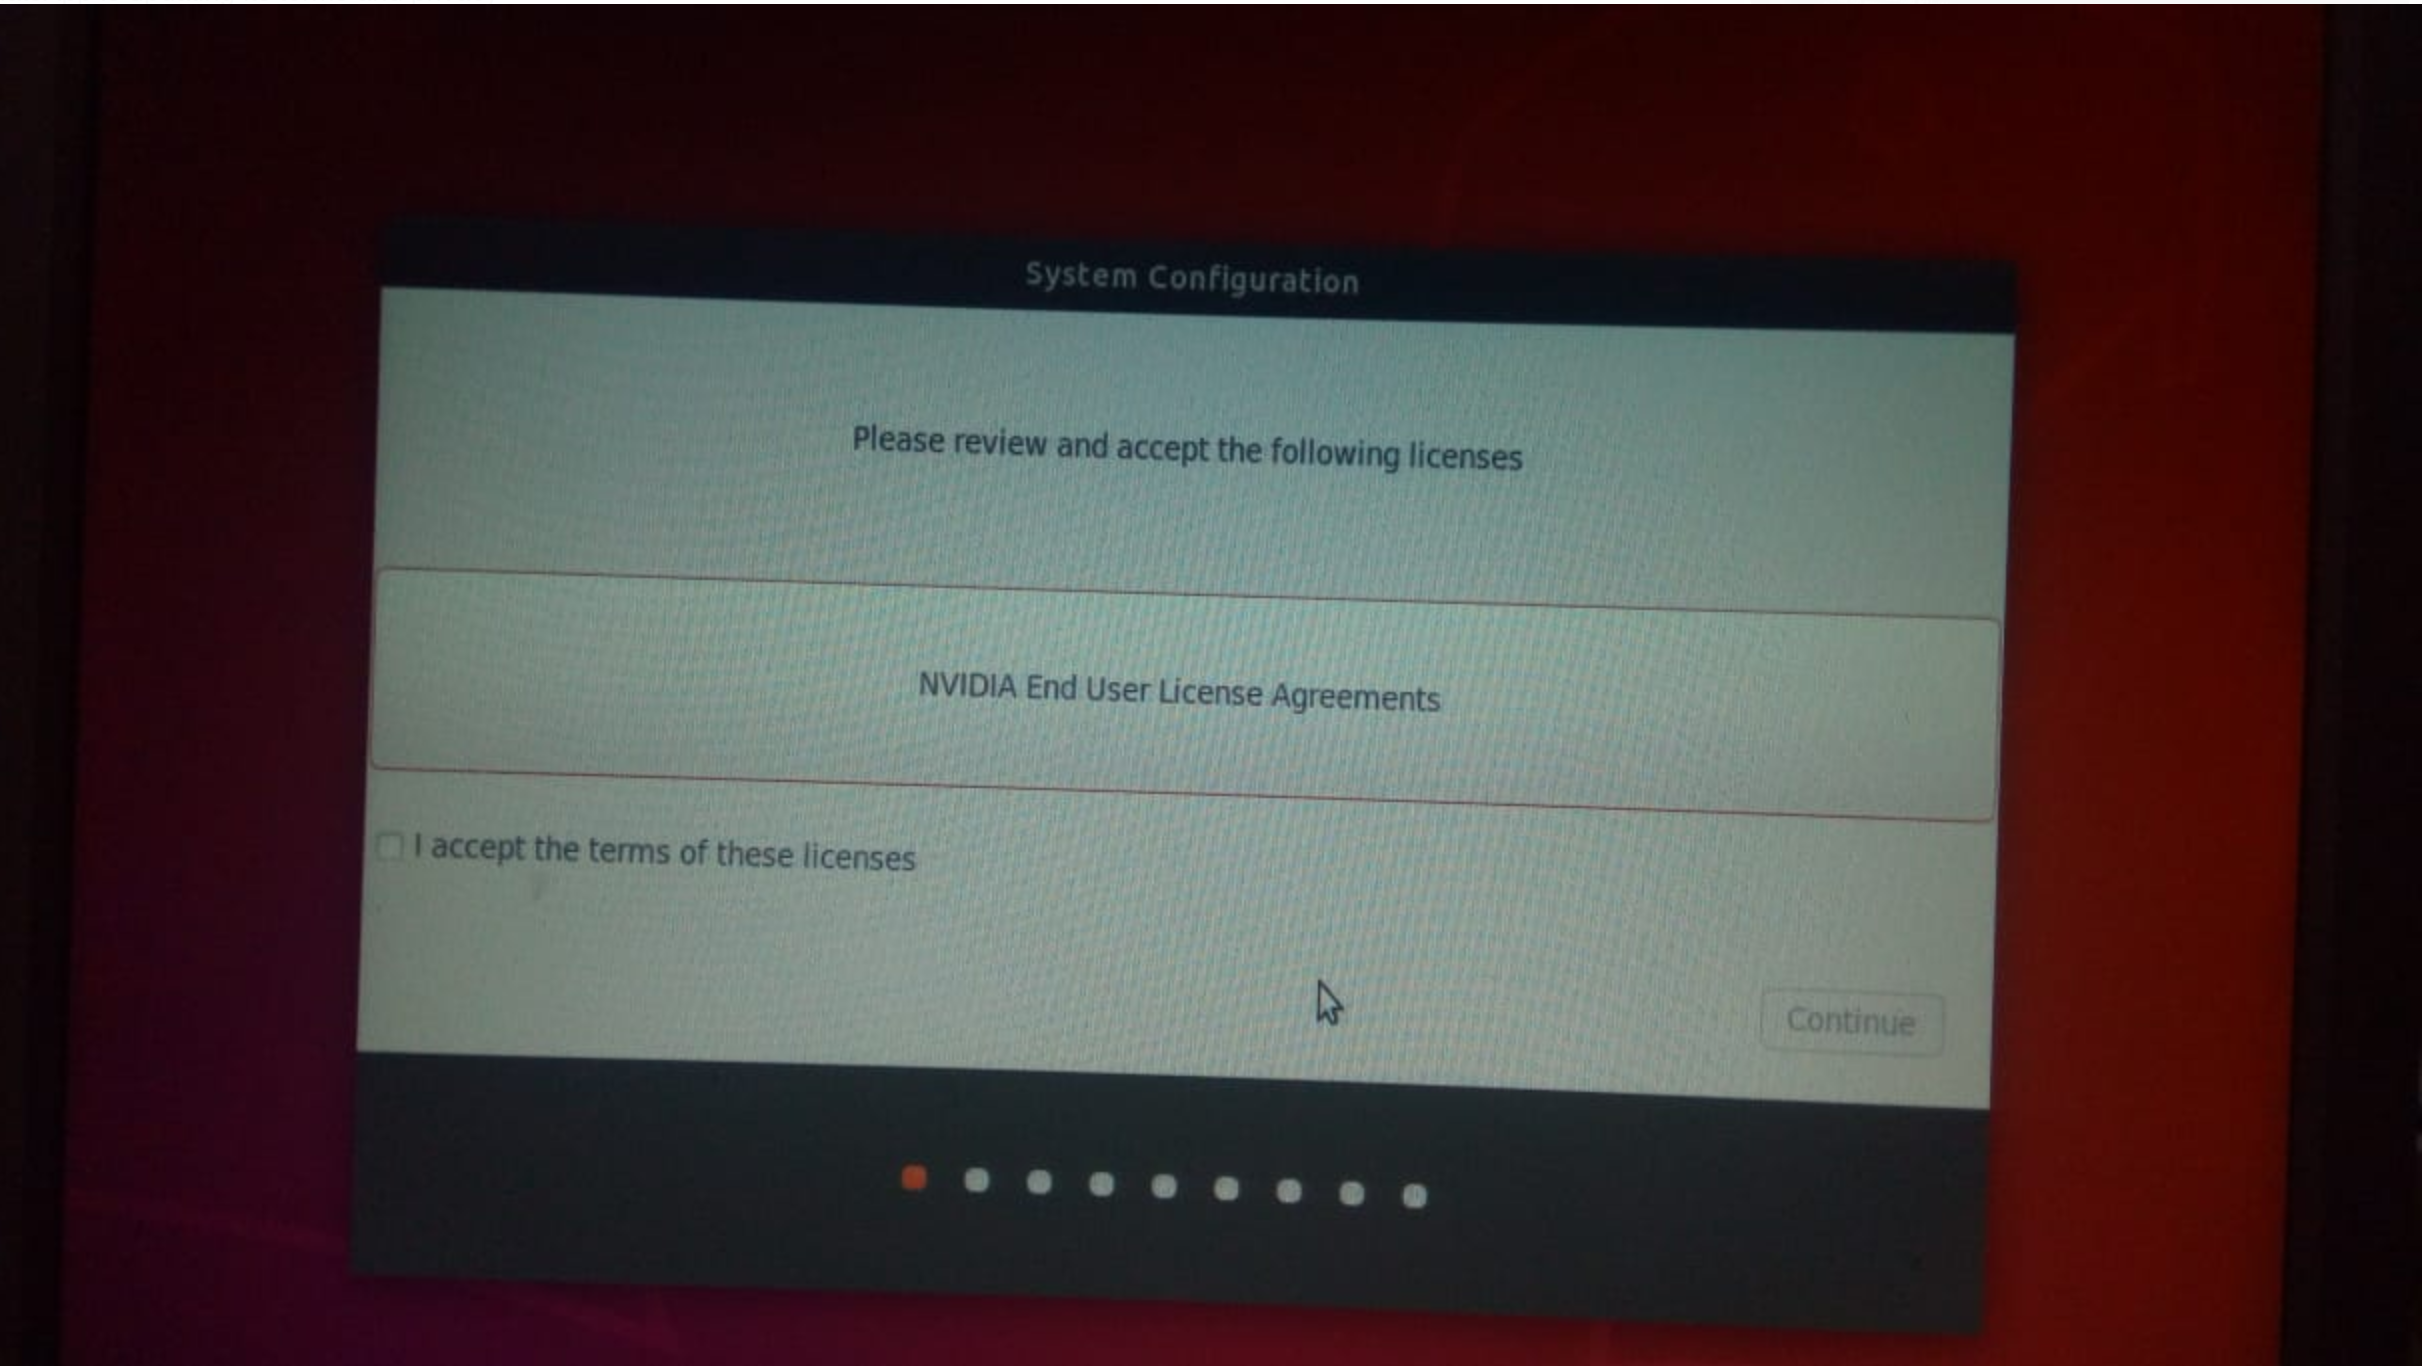 System Configuration
Please review and accept the following licenses
NVIDIA End User License Agreements
I accept the terms of these licenses
Continue